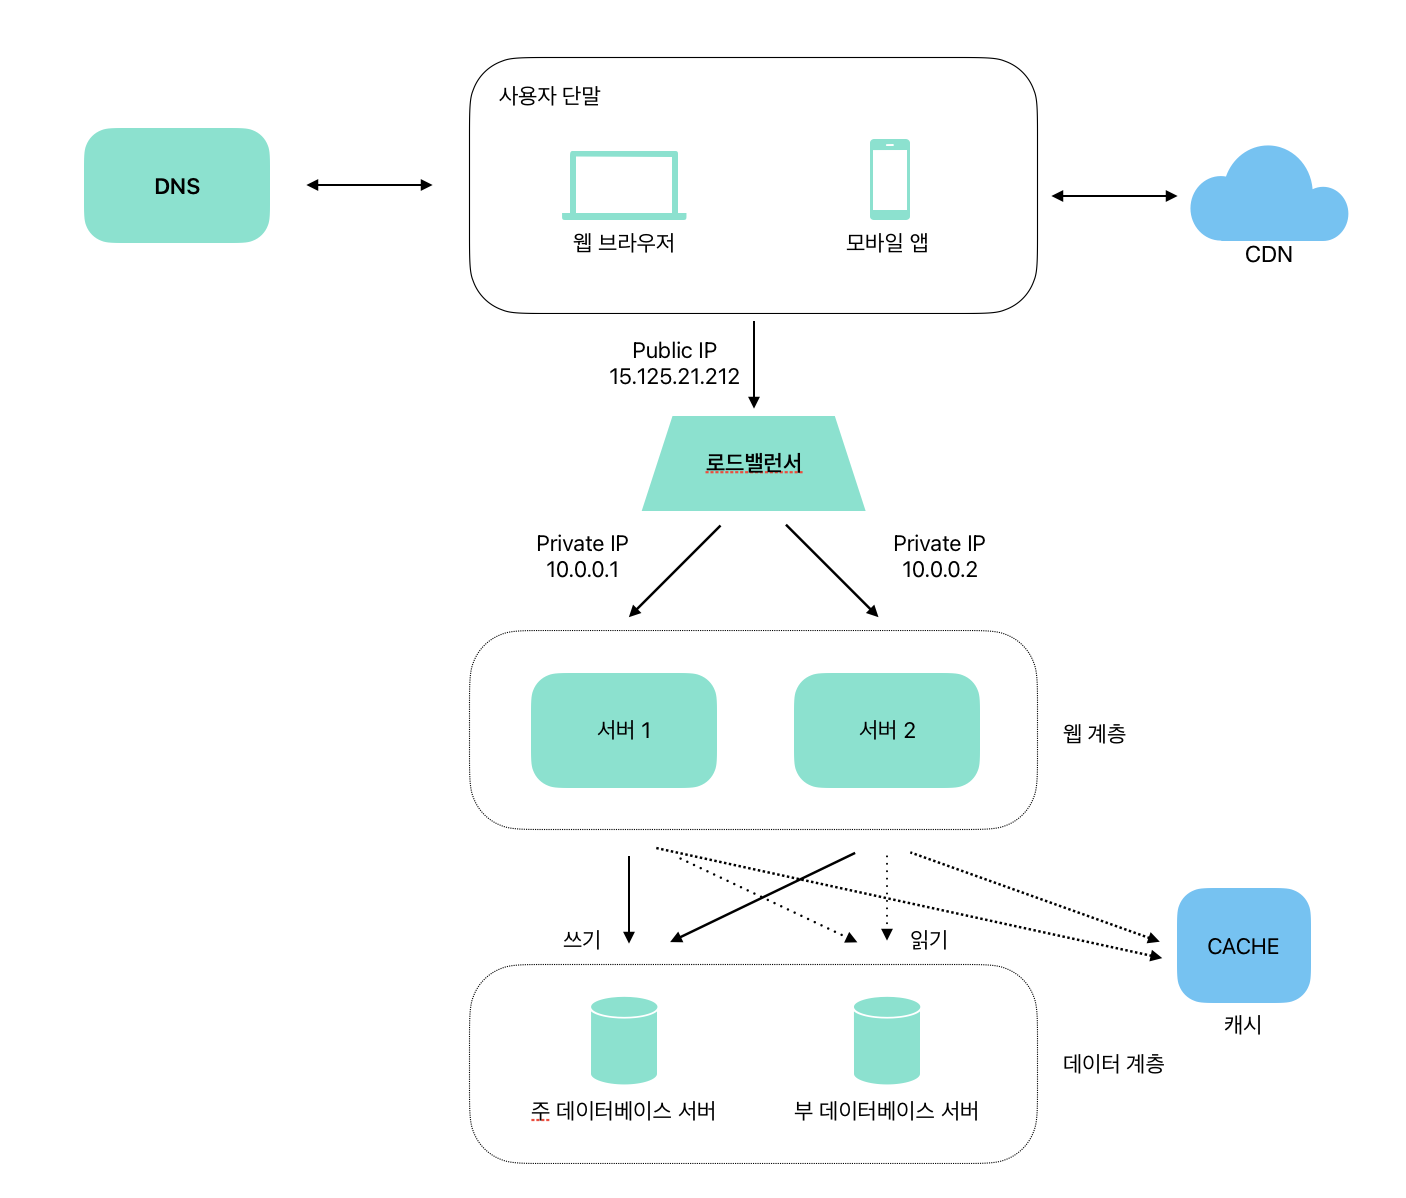 사용자 단말
DNS
웹 브라우저
모바일 앱
CDN
Public IP
15.125.21.212
로드밸런서
Private IP
10.0.0.1
Private IP
10.0.0.2
서버 1
서버 2
웹 계층
쓰기
읽기
CACHE
캐시
데이터 계층
주 데이터베이스 서버
부 데이터베이스 서버